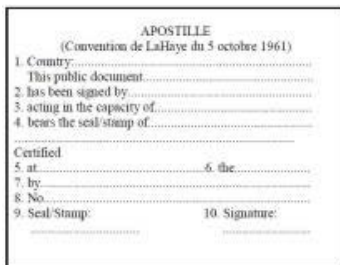 APOSTILLE
(Convention de LaHaye du 5 octobre 1961)
1. Country:
This public document
2. has been signed by
3. acting in the capacity of
4. bears the seal/stamp of
Certified
5. at 6. the
7. by
8. No.
9. Seal/Stamp: 10. Signature: